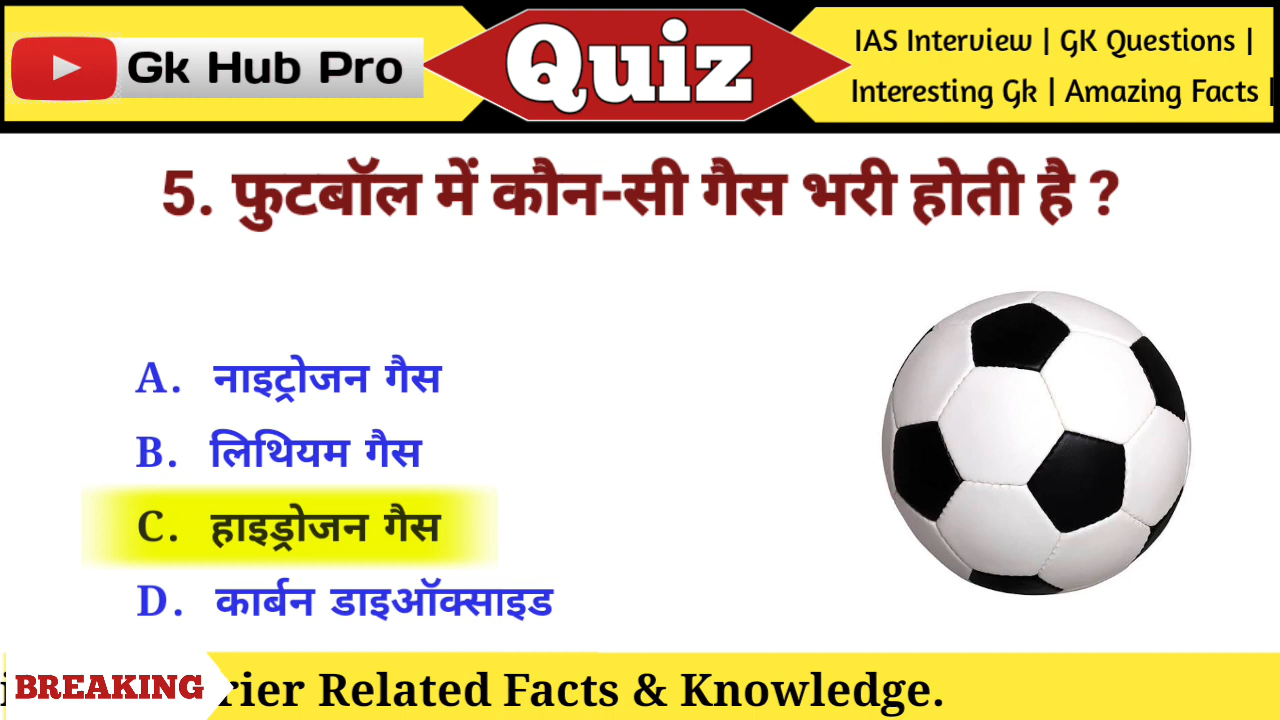 Gk Hub Pro
Quiz
IAS Interview | GK Questions |
Interesting Gk | Amazing Facts |
5. फुटबॉल में कौन-सी गैस भरी होती है ?
A. नाइट्रोजन गैस
B. लिथियम गैस
C. हाइड्रोजन गैस
D. कार्बन डाइऑक्साइड
BREAKING
Related Facts & Knowledge.